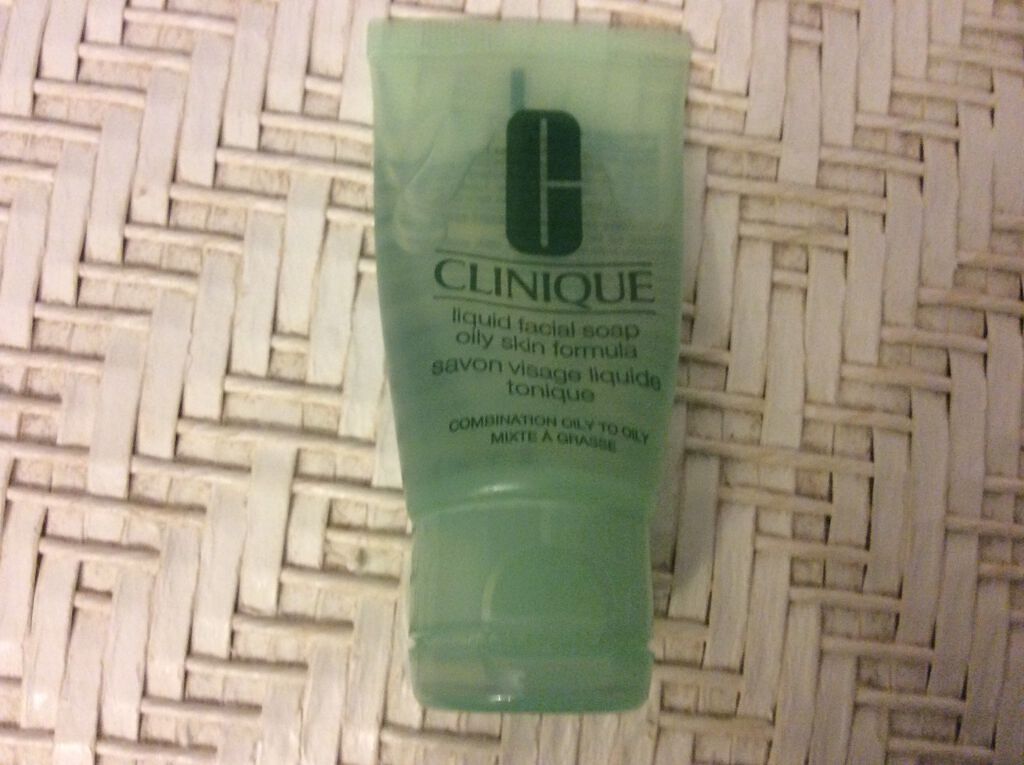 CLINIQUE
liquid facial soap
oily skin formula
savon visage liquide
tonique
COMBINATION OILY TO OILY
MIXTE À GRASSE